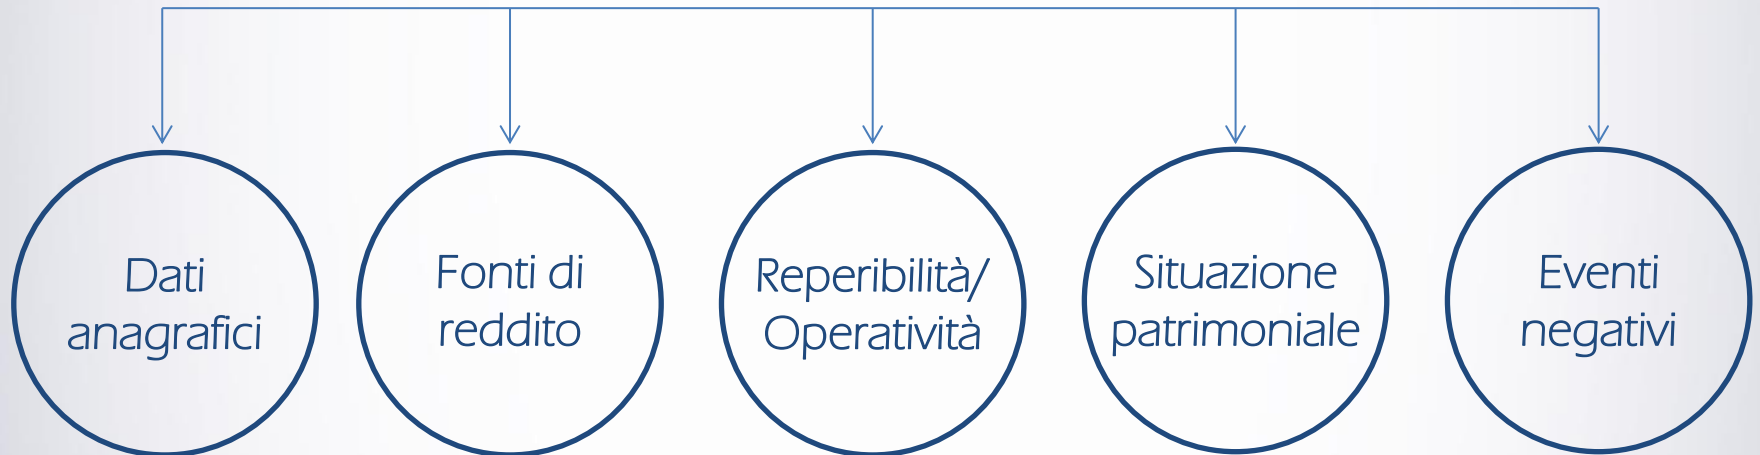 Dati
anagrafici
Fonti di
reddito
Reperibilità/
Operatività
Situazione
patrimoniale
Eventi
negativi